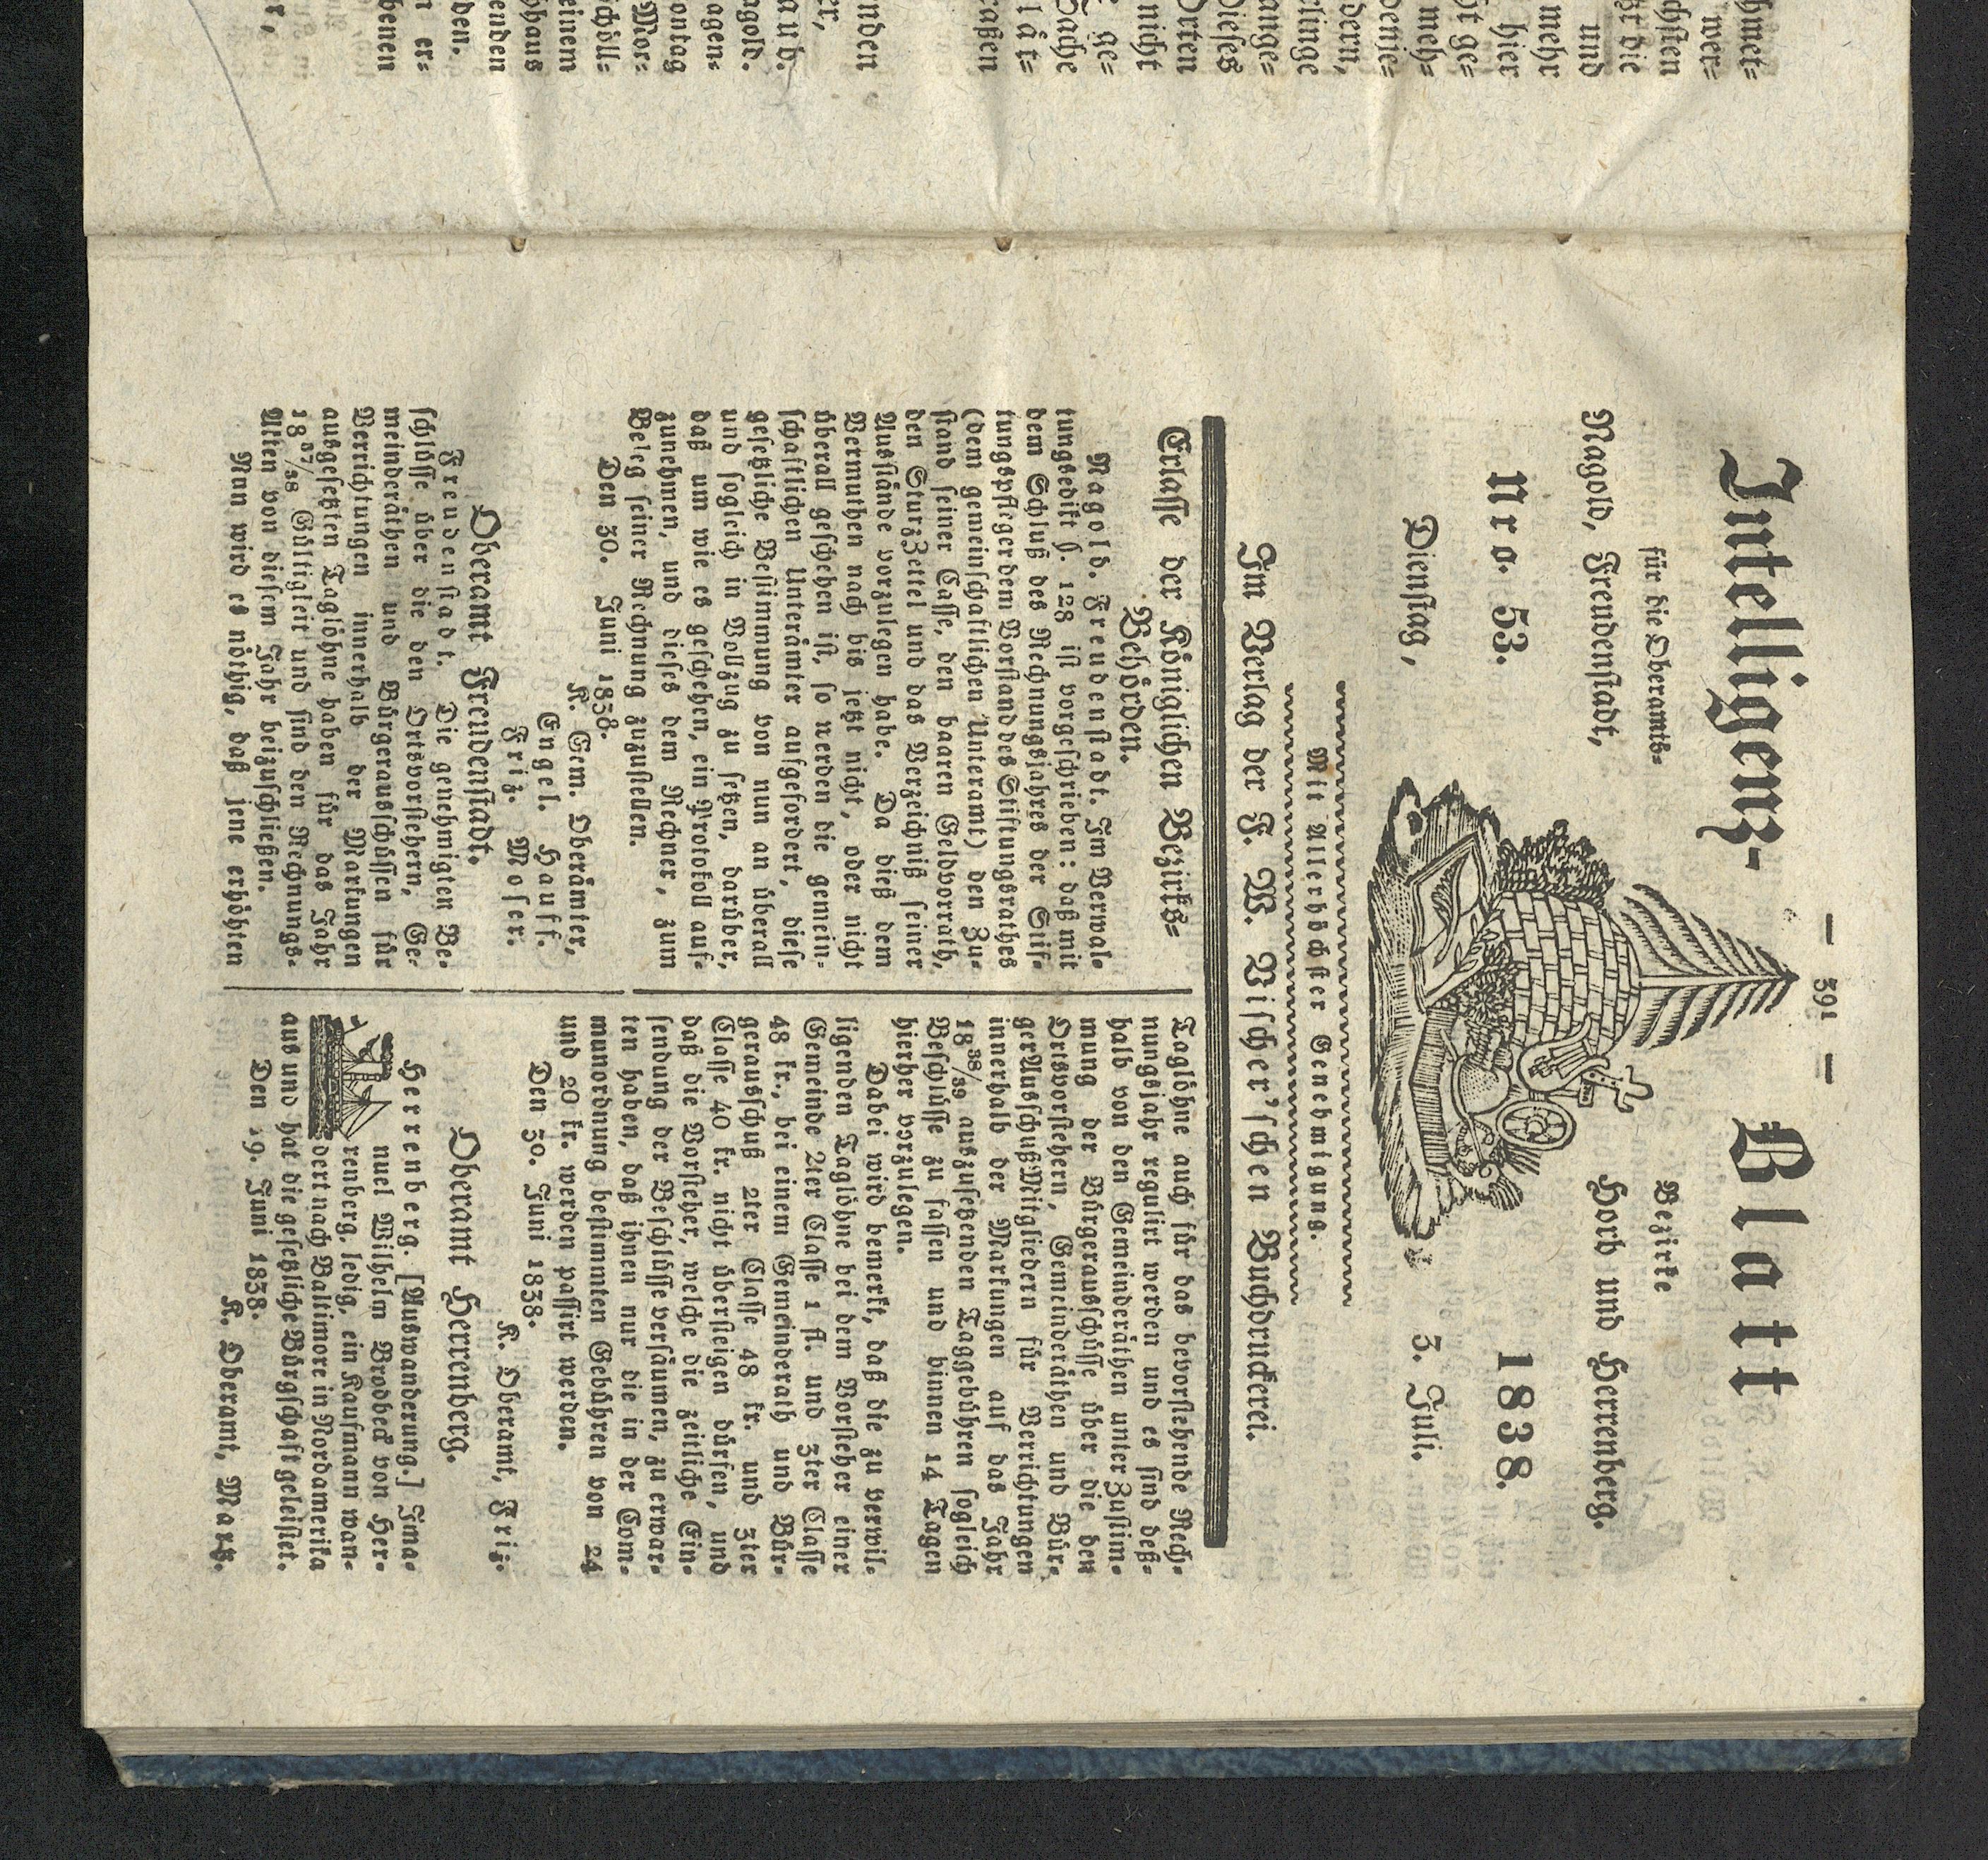 — 391 —
Intelligenz- Blatt
für die Oberamts- Bezirke
Nagold, Freudenstadt, Horb und Herrenberg.
Nro. 53. 1838.
Dienstag, 3. Juli.
Mit Allerhöchster Genehmigung.
Im Verlag der F. W. Vischer'schen Buchdruckerei.
Erlasse der Königlichen Bezirks-
Behörden.
Nagold. Freudenstadt. Im Verwal-
tungsedikt §. 128 ist vorgeschrieben: daß mit
dem Schluß des Rechnungsjahres der Stif-
tungspfleger dem Vorstand des Stiftungsrathes
(dem gemeinschaftlichen Unteramt) den Zu-
stand seiner Casse, den baaren Geldvorrath,
den SturzZettel und das Verzeichniß seiner
Ausstände vorzulegen habe. Da dieß dem
Vermuthen nach bis jetzt nicht, oder nicht
überall geschehen ist, so werden die gemein-
schaftlichen Unterämter aufgefordert, diese
gesetzliche Bestimmung von nun an überall
und sogleich in Vollzug zu setzen, darüber,
daß um wie es geschehen, ein Protokoll auf-
zunehmen, und dieses dem Rechner, zum
Beleg seiner Rechnung zuzustellen.
Den 30. Juni 1838.
K. Gem. Oberämter,
Engel. Hauff.
Friz. Moser.
Oberamt Freudenstadt.
Freudenstadt. Die genehmigten Be-
schlüsse über die den Ortsvorstehern, Ge-
meinderäthen und Bürgerausschüssen für
Verrichtungen innerhalb der Markungen
ausgesetzten Taglöhne haben für das Jahr
18 37/38 Gültigkeit und sind den Rechnungs-
Akten von diesem Jahr beizuschließen.
Nun wird es nöthig, daß jene erhöhten
Taglöhne auch für das bevorstehende Rech-
nungsjahr regulirt werden und es sind deß-
halb von den Gemeinderäthen unter Zustim-
mung der Bürgerausschüsse über die den
Ortsvorstehern, Gemeinderäthen und Bür-
gerAusschußMitgliedern für Verrichtungen
innerhalb der Markungen auf das Jahr
18 38/39 auszusetzenden Taggebühren sogleich
Beschlüsse zu fassen und binnen 14 Tagen
hierher vorzulegen.
Dabei wird bemerkt, daß die zu verwil-
ligenden Taglöhne bei dem Vorsteher einer
Gemeinde 2ter Classe 1 fl. und 3ter Classe
48 kr., bei einem Gemeinderath und Bür-
gerausschuß 2ter Classe 48 kr. und 3ter
Classe 40 kr. nicht übersteigen dürfen, und
daß die Vorsteher, welche die zeitliche Ein-
sendung der Beschlüsse versäumen, zu erwar-
ten haben, daß ihnen nur die in der Com-
munordnung bestimmten Gebühren von 24
und 20 kr. werden passirt werden.
Den 30. Juni 1838.
K. Oberamt, Friz.
Oberamt Herrenberg.
Herrenberg. [Auswanderung.] Ima-
nuel Wilhelm Brodbeck von Her-
renberg, ledig, ein Kaufmann wan-
dert nach Baltimore in Nordamerika
aus und hat die gesetzliche Bürgschaft geleistet.
Den 19. Juni 1838.
K. Oberamt, Marz.